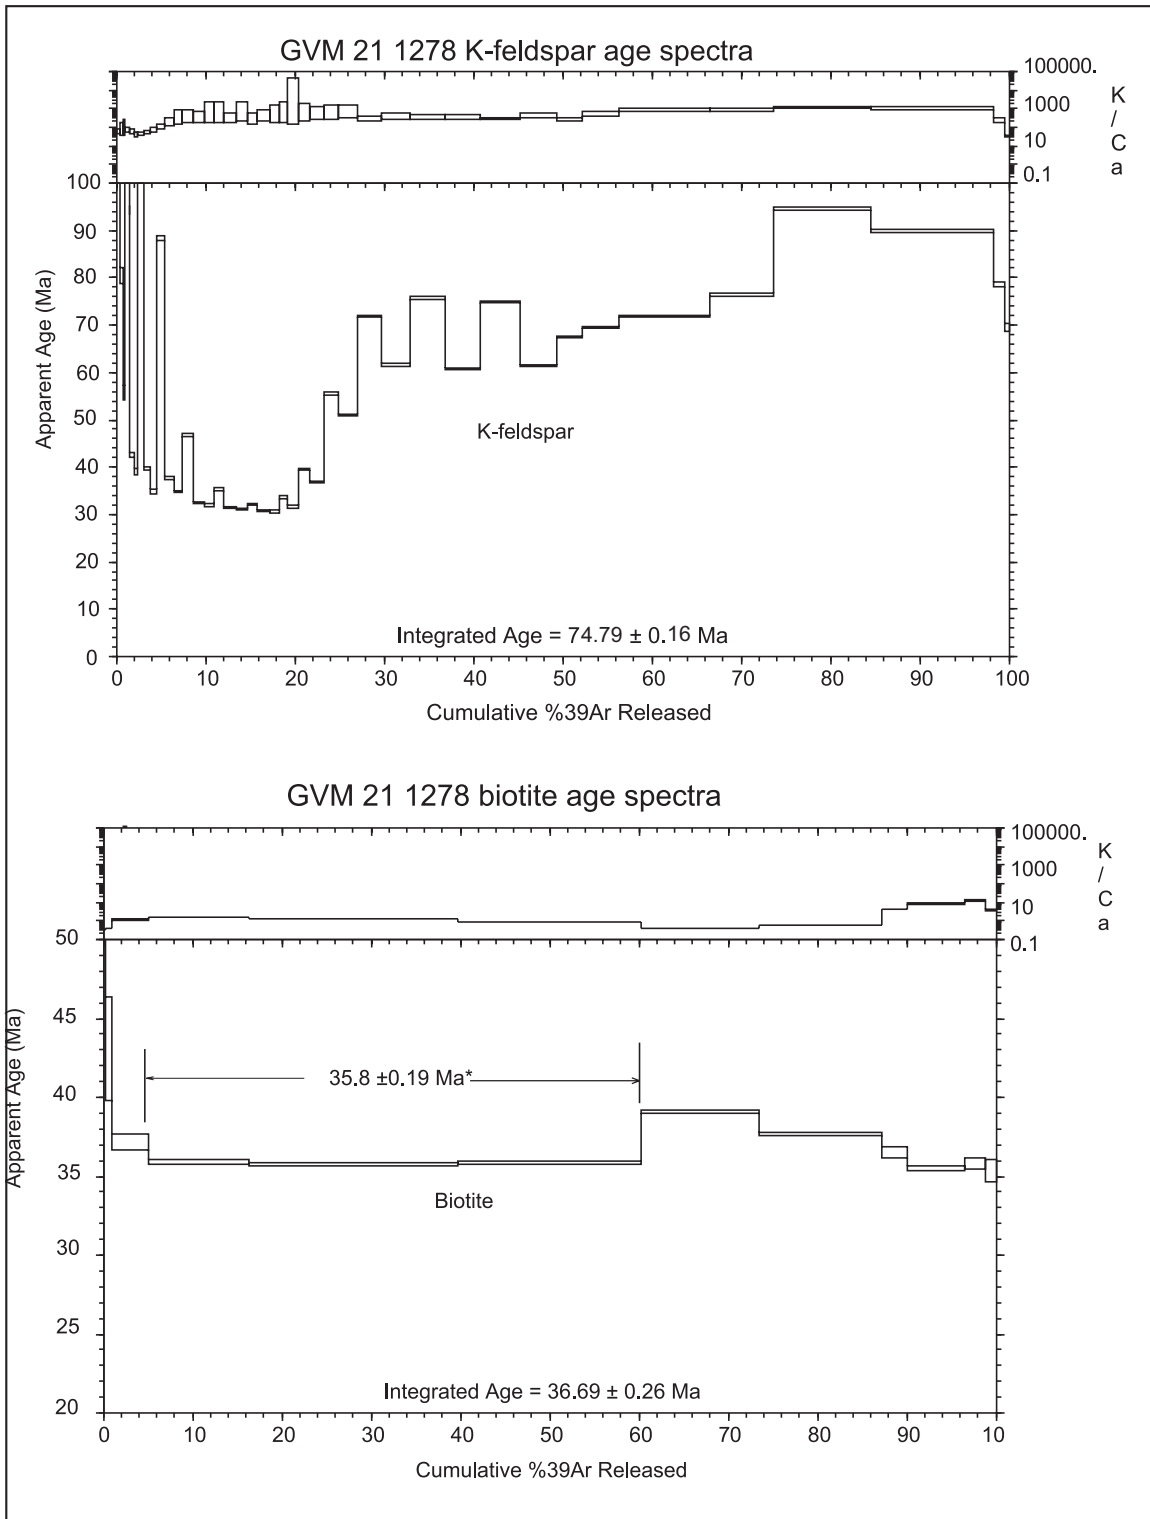 GVM 21 1278 K-feldspar age spectra
100000.
1000
10
0.1
K
/
C
a
100
90
80
70
60
50
40
30
20
10
0
Apparent Age (Ma)
K-feldspar
Integrated Age = 74.79 ± 0.16 Ma
0 10 20 30 40 50 60 70 80 90 100
Cumulative %39Ar Released
GVM 21 1278 biotite age spectra
100000.
1000
10
0.1
K
/
C
a
50
45
40
35
30
25
20
Apparent Age (Ma)
35.8 ±0.19 Ma*
Biotite
Integrated Age = 36.69 ± 0.26 Ma
0 10 20 30 40 50 60 70 80 90 10
Cumulative %39Ar Released